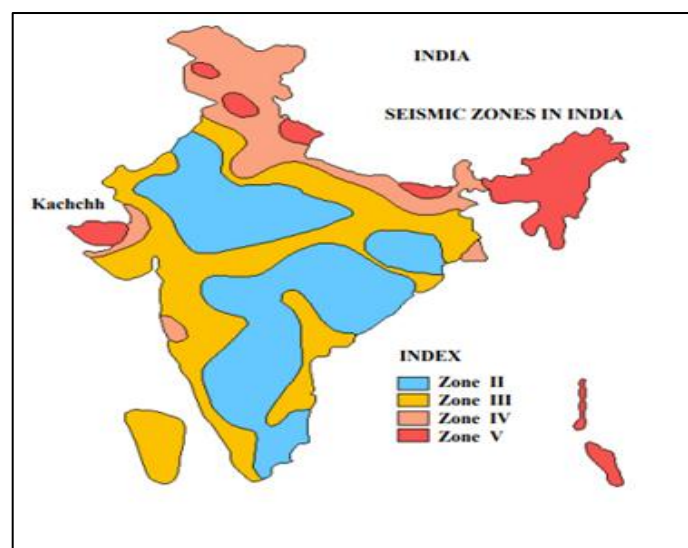 INDIA
SEISMIC ZONES IN INDIA
Kachchh
INDEX
Zone II
Zone III
Zone IV
Zone V